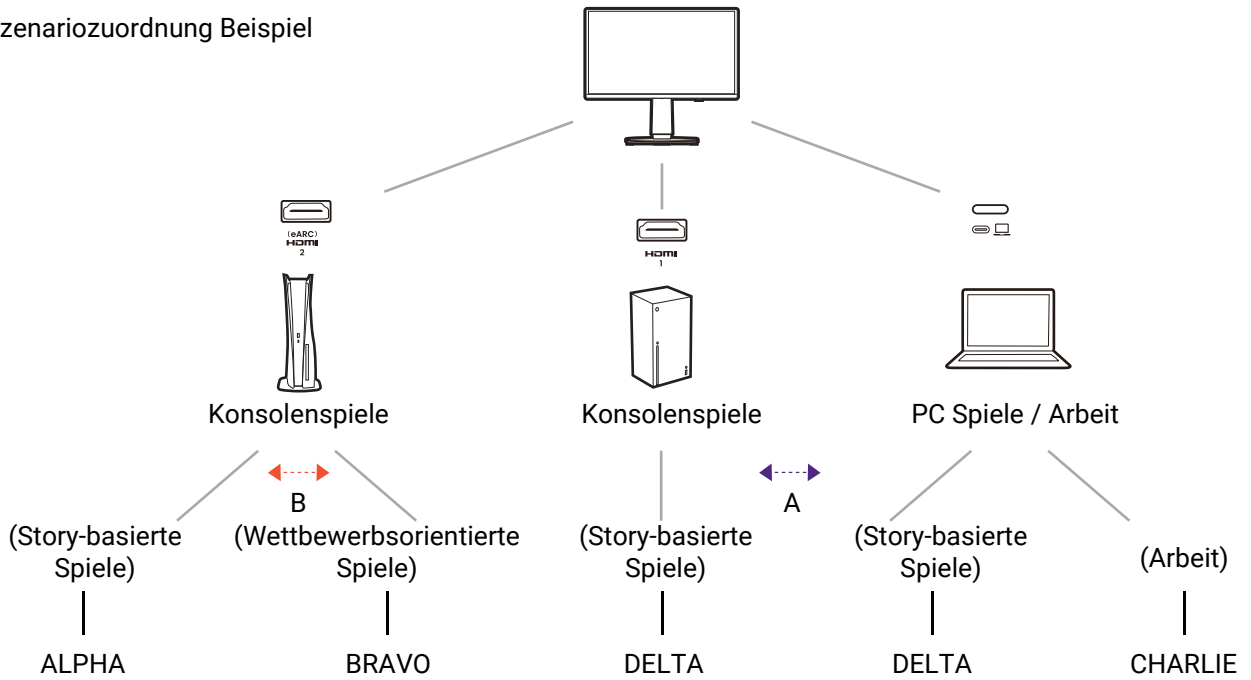 zenariozuordnung Beispiel
(eARC)
HDMI
2
HDMI
1
Konsolenspiele
Konsolenspiele
PC Spiele / Arbeit
B
A
(Story-basierte
Spiele)
(Wettbewerbsorientierte
Spiele)
(Story-basierte
Spiele)
(Story-basierte
Spiele)
(Arbeit)
ALPHA
BRAVO
DELTA
DELTA
CHARLIE